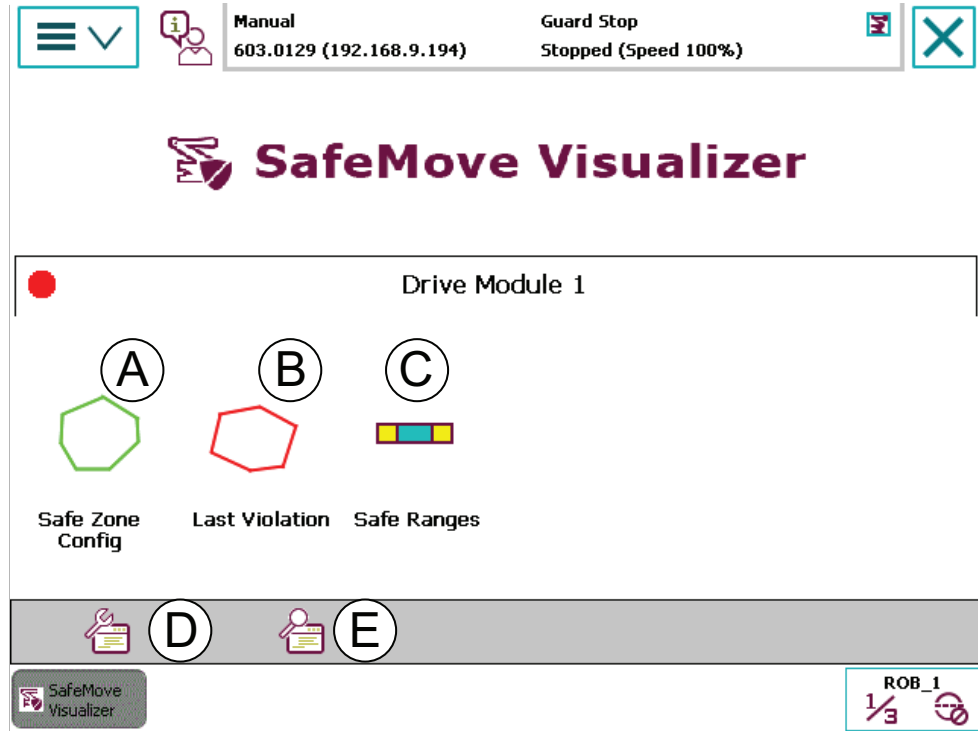 Manual
Guard Stop
603.0129 (192.168.9.194)
Stopped (Speed 100%)
SafeMove Visualizer
Drive Module 1
A
B
C
Safe Zone
Config
Last Violation
Safe Ranges
D
E
SafeMove
Visualizer
ROB_1
1/3